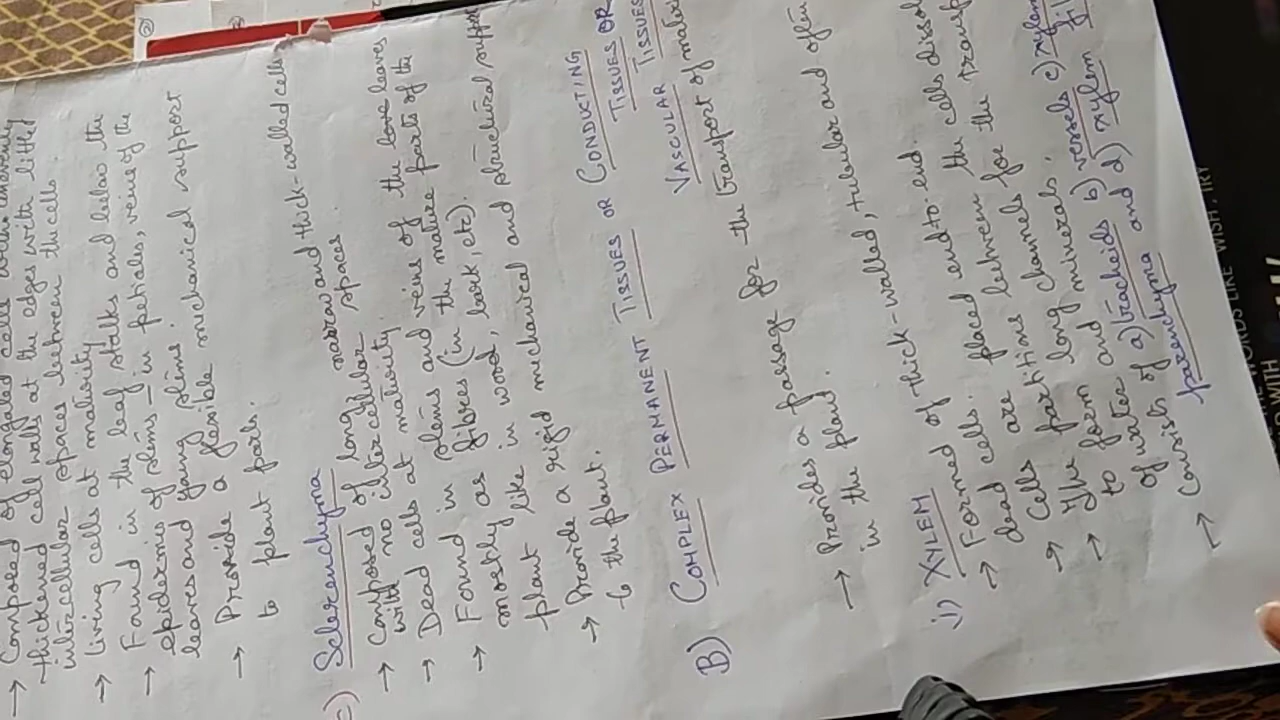 → Composed of elongated cells with unevenly
thickened cell walls at the edges with little
intercellular spaces between the cells.
→ Living cells at maturity
→ Found in the leaf stalks and below the
epidermis of stems – in petioles, veins of the
leaves and young stems.
→ Provide a flexible mechanical support
to plant parts.
c) Sclerenchyma
→ Composed of long narrow and thick-walled cells
with no intercellular spaces.
→ Dead cells at maturity.
→ Found in stems and veins of the leaves
mostly as fibres (in the mature parts of the
plant like in wood, bark, etc).
→ Provide a rigid mechanical and structural
to the plant.
B) COMPLEX PERMANENT TISSUES OR CONDUCTING
TISSUES OR
VASCULAR TISSUES
→ Provides a passage for the transport of
in the plant.
i) XYLEM
→ Formed of thick-walled, tubular and often
dead cells.
→ Cells are placed end-to-end.
→ The partitions between the cells
→ to form long channels for the
of water and minerals.
→ Consists of a) tracheids b) vessels c) xylem
parenchyma and d) xylem
→
WORDS LIKE WISH, TRY
WITH